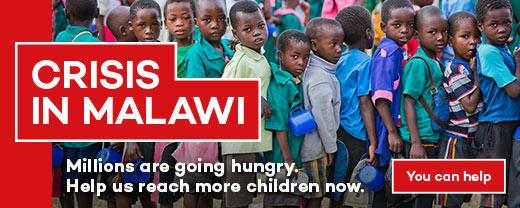 CRISIS
IN MALAWI
Millions are going hungry.
Help us reach more children now.
You can help